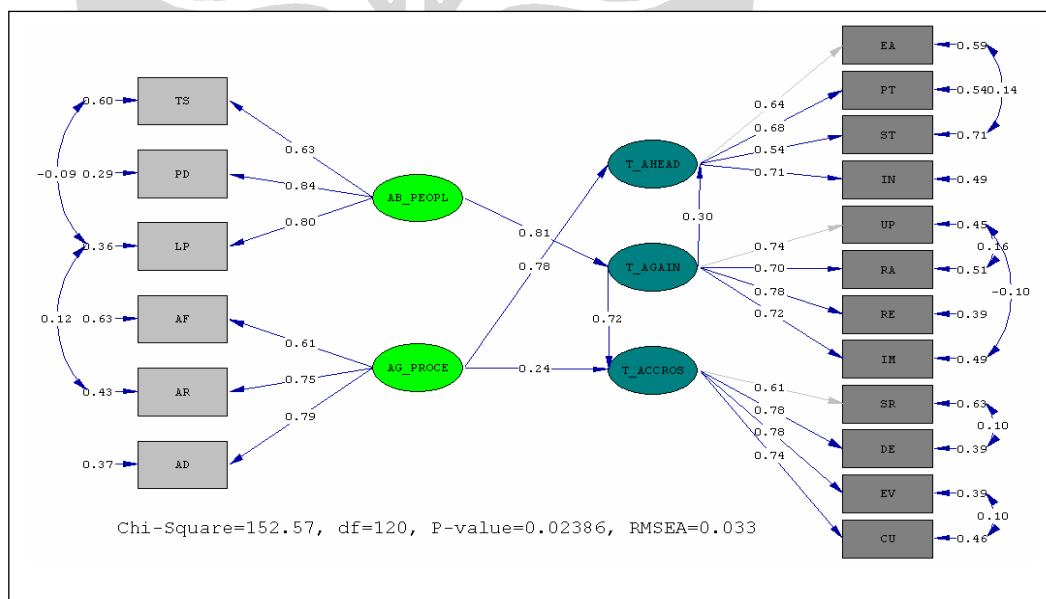 0.60
TS
-0.09
0.29
PD
0.36
LP
0.12
0.63
AF
0.43
AR
0.37
AD
0.63
0.84
0.80
0.61
0.75
0.79
AB_PEOPL
AG_PROCE
0.81
0.78
0.24
T_AHEAD
0.30
T_AGAIN
0.72
T_ACCROS
0.64
0.68
0.54
0.71
0.74
0.70
0.78
0.72
0.61
0.78
0.78
0.74
EA
0.59
PT
0.54
0.14
ST
0.71
IN
0.49
UP
0.45
0.16
RA
0.51
-0.10
RE
0.39
IM
0.49
SR
0.63
0.10
DE
0.39
EV
0.39
0.10
CU
0.46
Chi-Square=152.57, df=120, P-value=0.02386, RMSEA=0.033